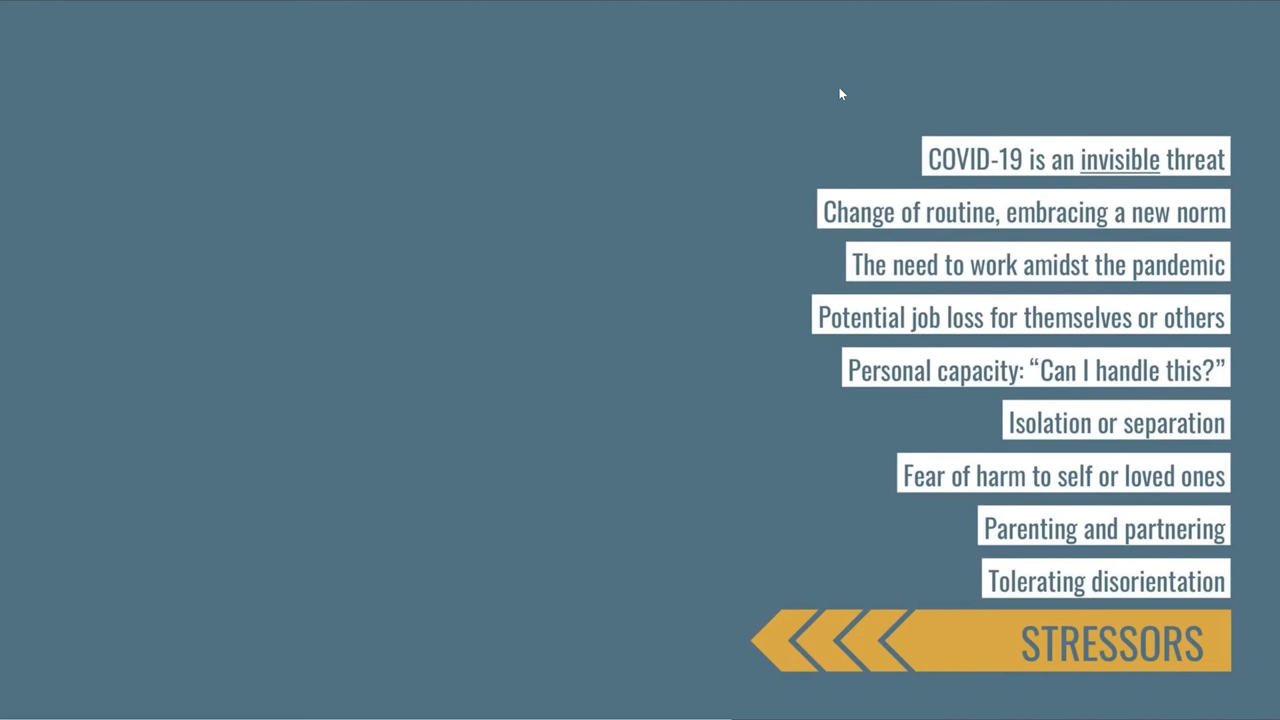 COVID-19 is an invisible threat
Change of routine, embracing a new norm
The need to work amidst the pandemic
Potential job loss for themselves or others
Personal capacity: “Can I handle this?”
Isolation or separation
Fear of harm to self or loved ones
Parenting and partnering
Tolerating disorientation
STRESSORS